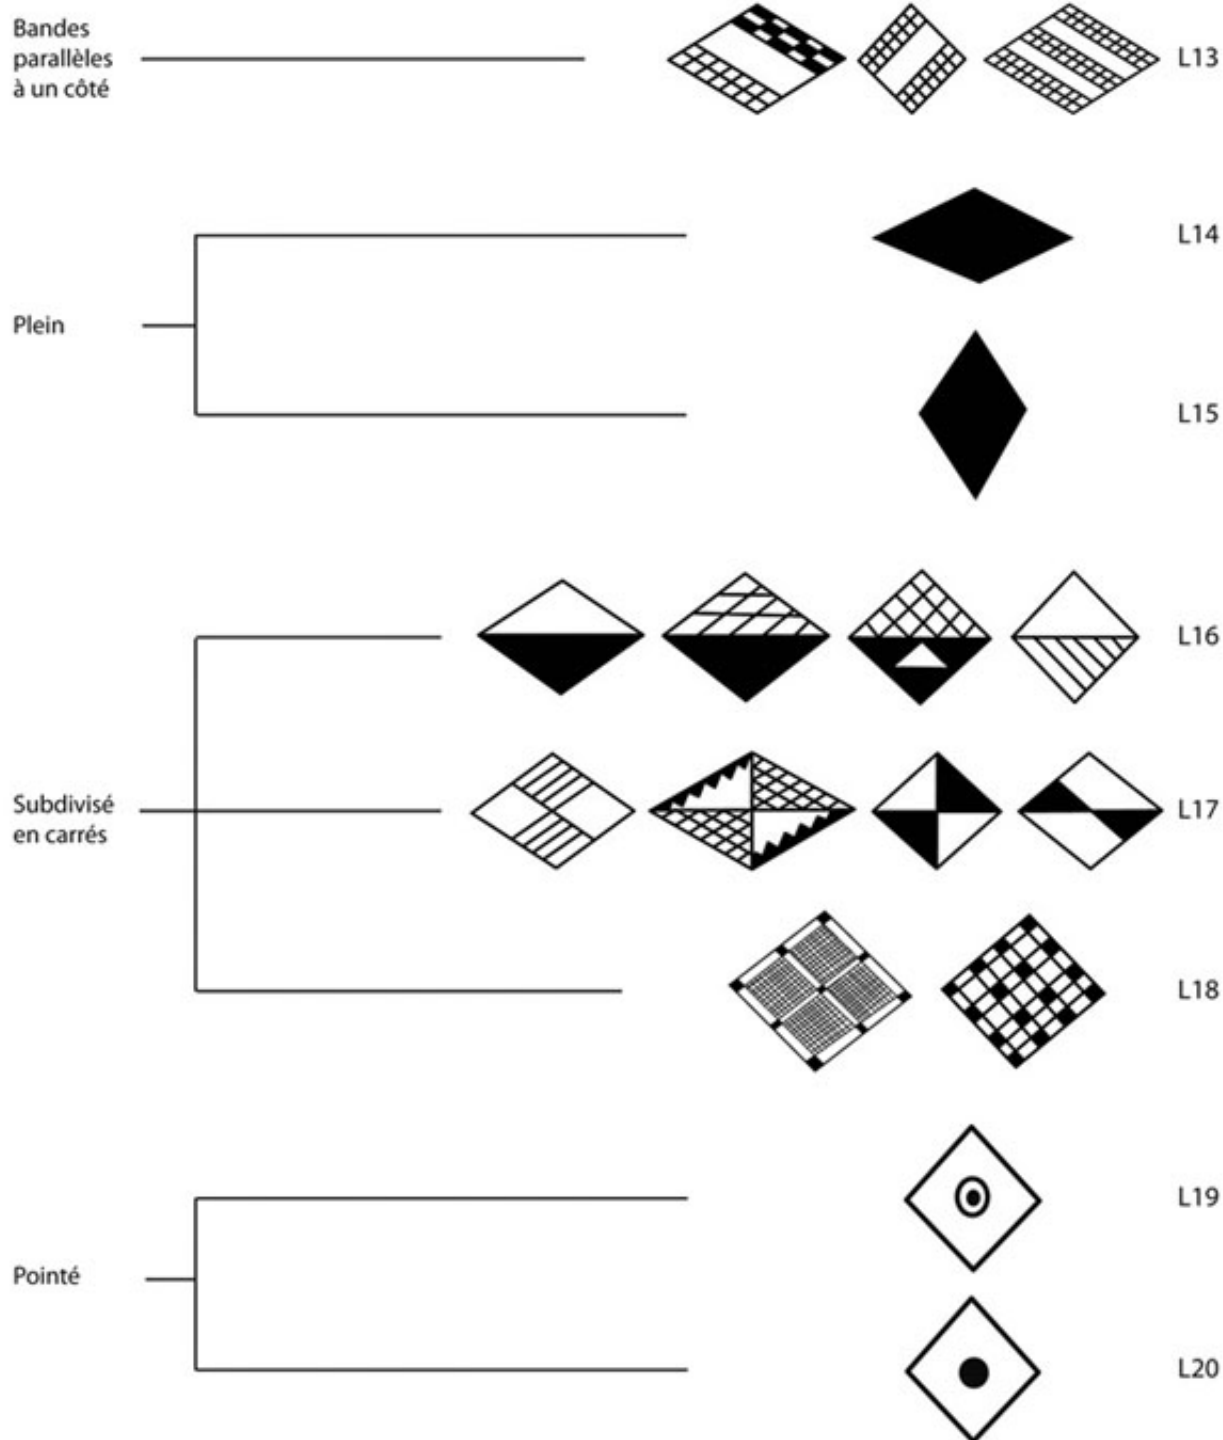 Bandes
parallèles
à un côté
L13
L14
Plein
L15
L16
Subdivisé
en carrés
L17
L18
L19
Pointé
L20